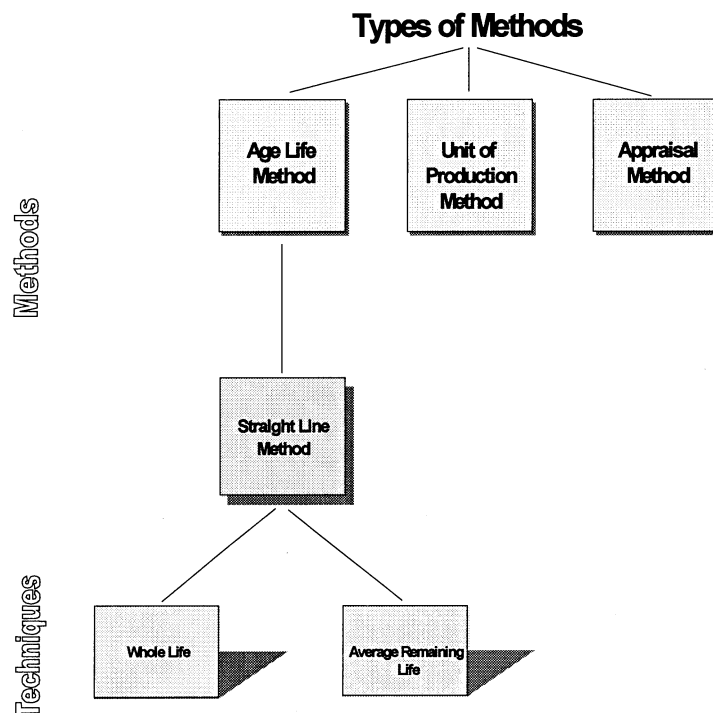 Types of Methods
Age Life
Method
Unit of
Production
Method
Appraisal
Method
Methods
Straight Line
Method
Techniques
Whole Life
Average Remaining
Life